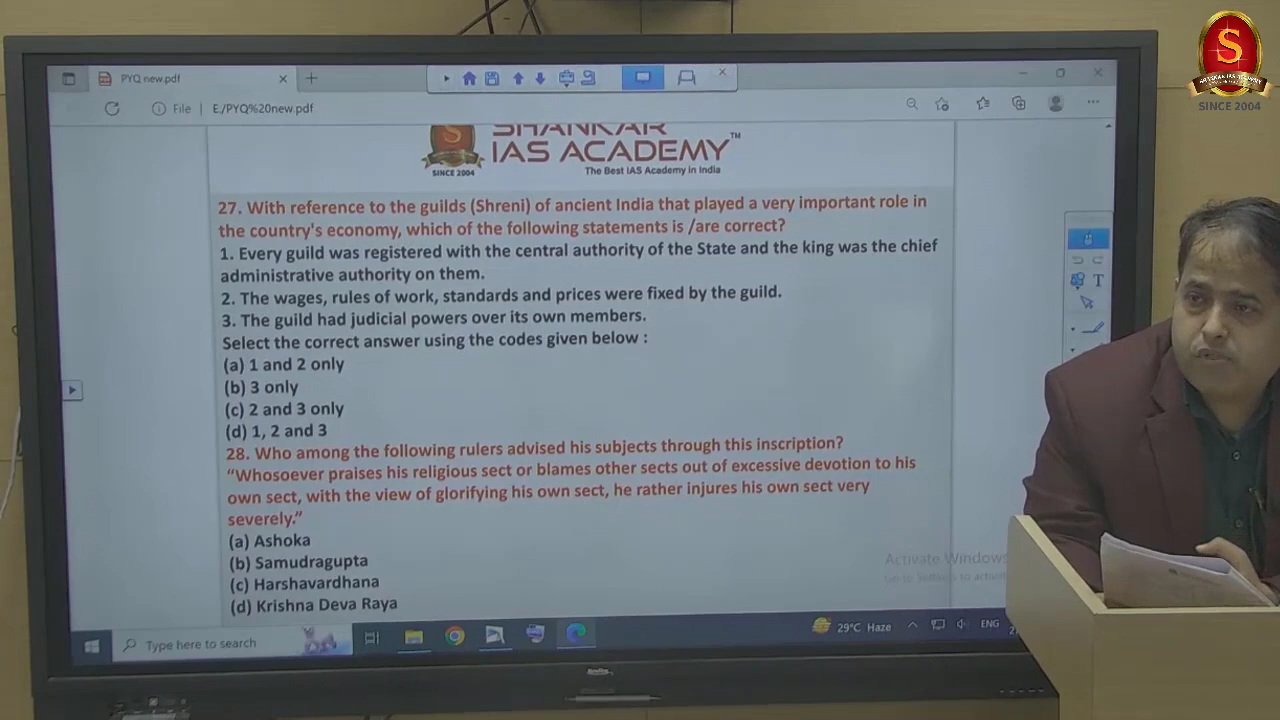 PYQ new.pdf
S
SINCE 2004
File
E:/PYQ%20new.pdf
SHANKAR
IAS ACADEMY™
The Best IAS Academy in India
SINCE 2004
27. With reference to the guilds (Shreni) of ancient India that played a very important role in
the country's economy, which of the following statements is /are correct?
1. Every guild was registered with the central authority of the State and the king was the chief
administrative authority on them.
2. The wages, rules of work, standards and prices were fixed by the guild.
3. The guild had judicial powers over its own members.
Select the correct answer using the codes given below :
(a) 1 and 2 only
(b) 3 only
(c) 2 and 3 only
(d) 1, 2 and 3
28. Who among the following rulers advised his subjects through this inscription?
“Whosoever praises his religious sect or blames other sects out of excessive devotion to his
own sect, with the view of glorifying his own sect, he rather injures his own sect very
severely.”
(a) Ashoka
(b) Samudragupta
(c) Harshavardhana
(d) Krishna Deva Raya
T
Activate Windows
Type here to search
29°C Haze
ENG